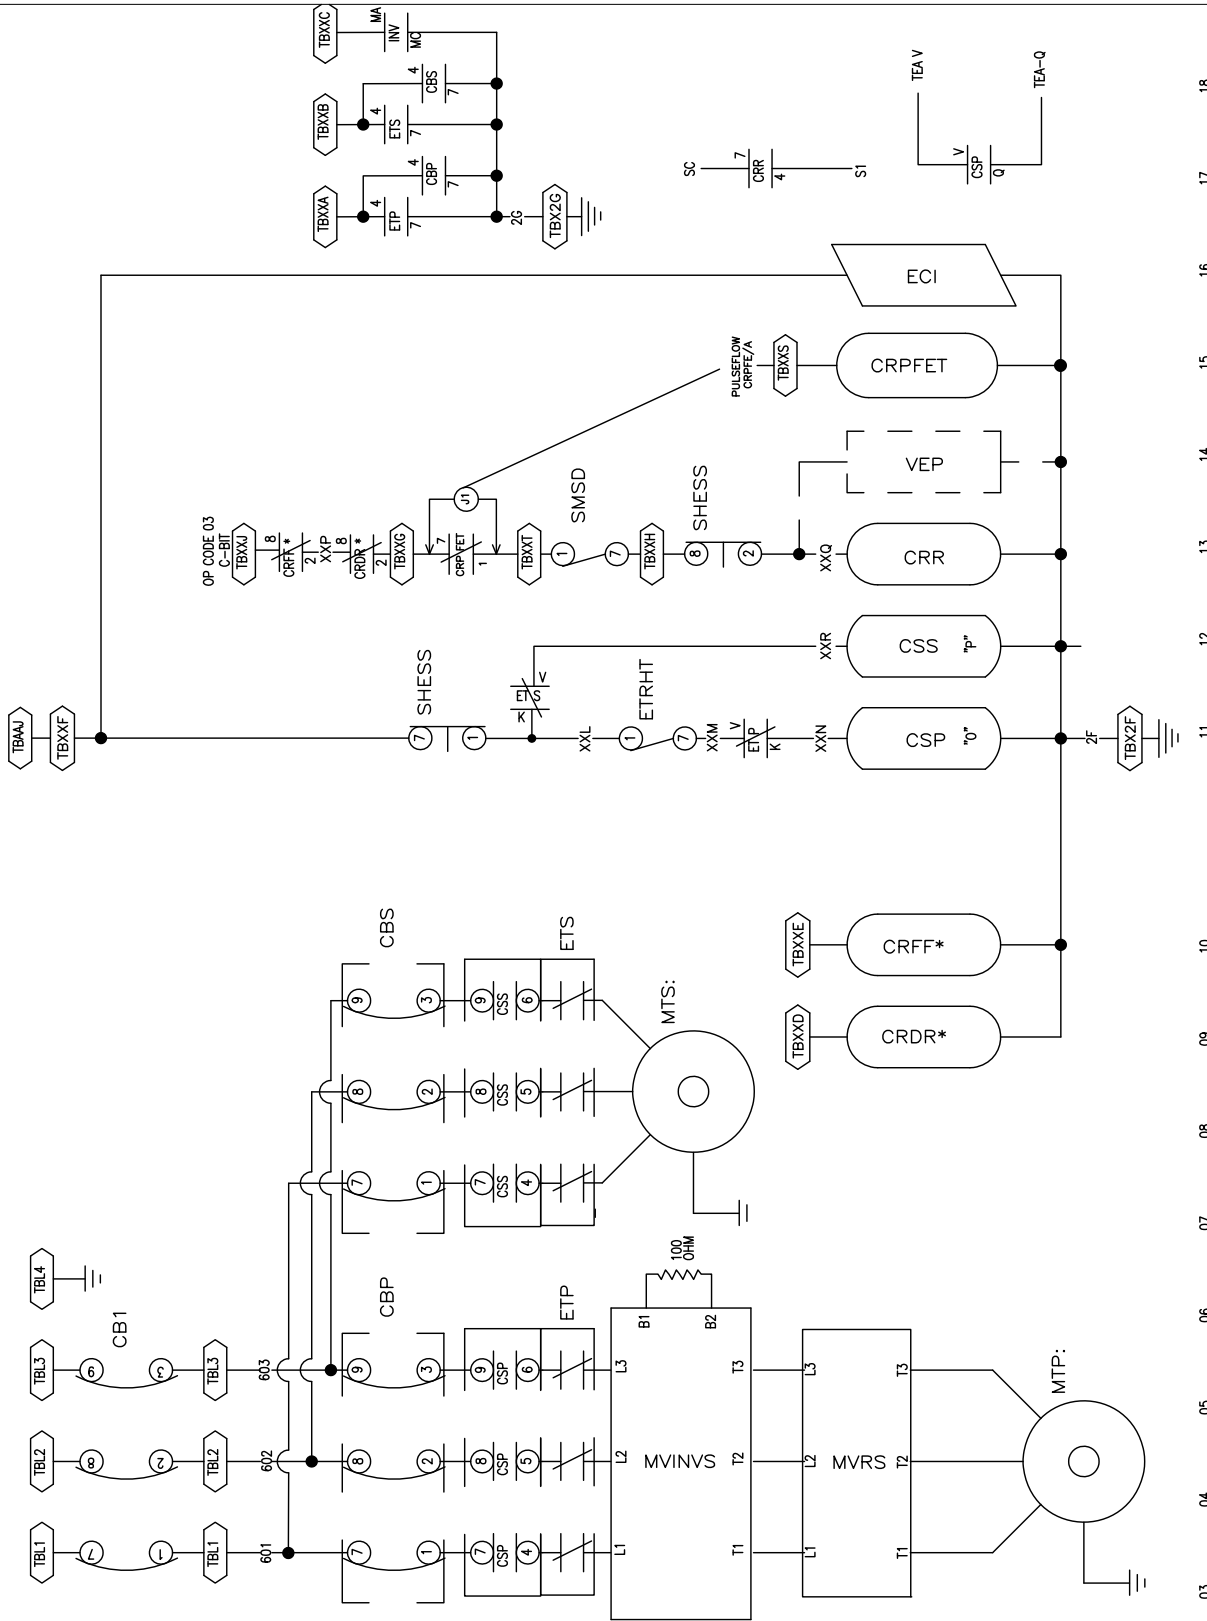 TBL1
7
1
CB1
TBL1
601
TBL2
8
2
TBL2
602
TBL3
9
3
TBL3
603
TBL4
CBP
7
1
8
2
9
3
7
CSP
4
8
CSP
5
9
CSP
6
ETP
L1
L2
L3
MVINVS
B1
B2
100
OHM
T1
T2
T3
L1
L2
L3
MVRS
T1
T2
T3
MTP:
CBS
7
1
8
2
9
3
7
CSS
4
8
CSS
5
9
CSS
6
ETS
MTS:
TBXXD
CRDR*
TBXXE
CRFF*
TBAAJ
TBXXF
SHESS
7
1
XXL
ETRHT
1
7
XXM
V
ETP
K
XXN
CSP "O"
2F
TBX2F
K
ETS
V
XXR
CSS "P"
OP CODE 03
C-BIT
TBXXJ
8
CRFF *
2
XXP
8
CRDR *
2
TBXXG
7
CRPFET
1
J1
TBXXT
SMSD
1
7
TBXXH
SHESS
8
2
XXQ
CRR
VEP
PULSEFLOW
CRPFE/A
TBXXS
CRPFET
ECI
TBXXA
4
ETP
7
4
CBP
7
2G
TBX2G
TBXXB
4
ETS
7
4
CBS
7
TBXXC
MA
INV
MC
SC
7
CRR
4
S1
TEA V
V
CSP
Q
TEA-Q
03
04
05
06
07
08
09
10
11
12
13
14
15
16
17
18